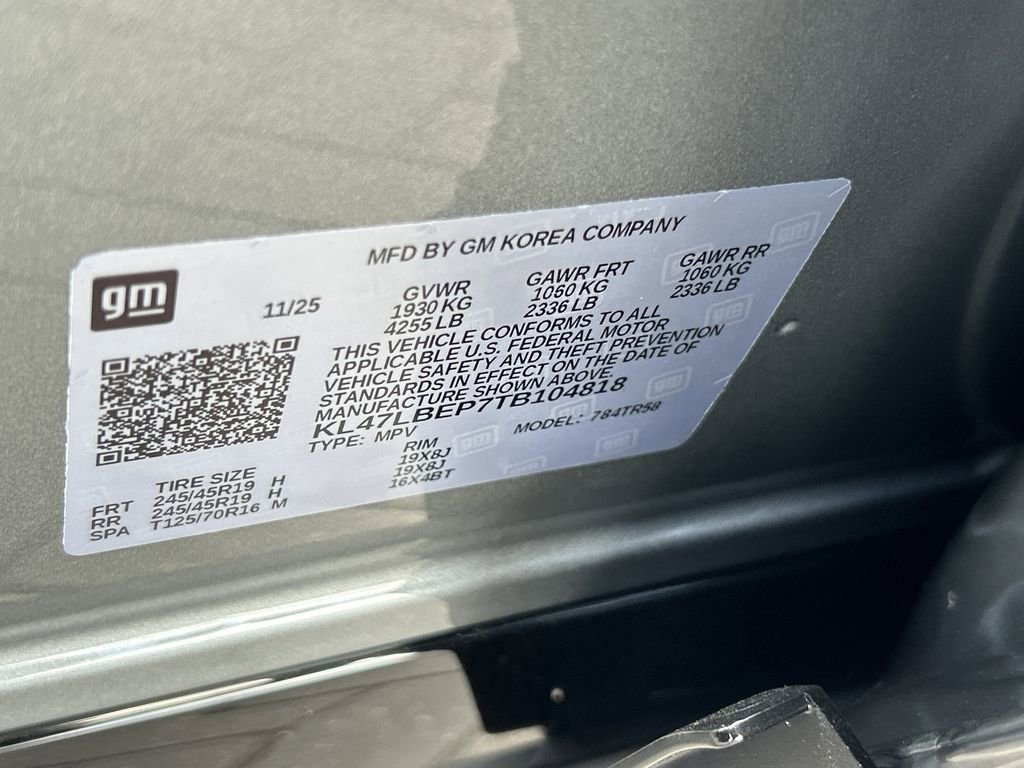 MFD BY GM KOREA COMPANY
gm
11/25
GVWR GAWR FRT GAWR RR
1930 KG 1060 KG 1060 KG
4255 LB 2336 LB 2336 LB
THIS VEHICLE CONFORMS TO ALL
APPLICABLE U.S. FEDERAL MOTOR
VEHICLE SAFETY AND THEFT PREVENTION
STANDARDS IN EFFECT ON THE DATE OF
MANUFACTURE SHOWN ABOVE.
KL47LBEP7TB104818
TYPE: MPV MODEL: 784TR58
TIRE SIZE RIM
FRT 245/45R19 H 19X8J
RR 245/45R19 H 19X8J
SPA T125/70R16 M 16X4BT